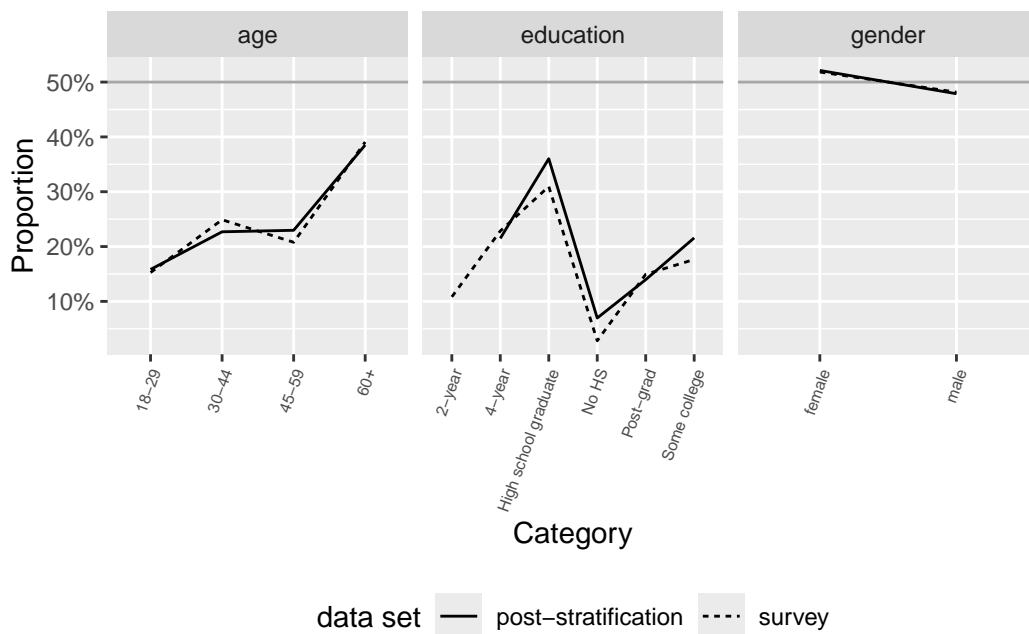 age education gender
Proportion
50%
40%
30%
20%
10%
18−29
30−44
45−59
60+
2−year
4−year
High school graduate
No HS
Post−grad
Some college
female
male
Category
data set post−stratification survey